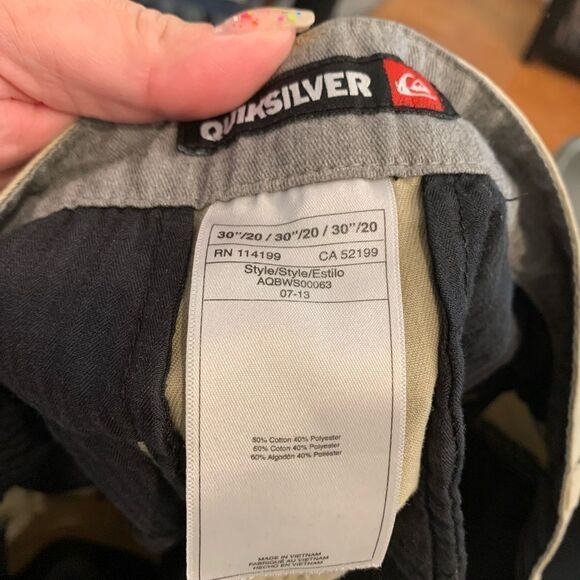 QUIKSILVER
30"/20 / 30"/20 / 30"/20
RN 114199 CA 52199
Style/Style/Estilo
AQBWS00063
07-13
60% Cotton 40% Polyester
60% Coton 40% Polyester
60% Algodón 40% Poliéster
MADE IN VIETNAM
FABRIQUÉ AU VIETNAM
HECHO EN VIETNAM